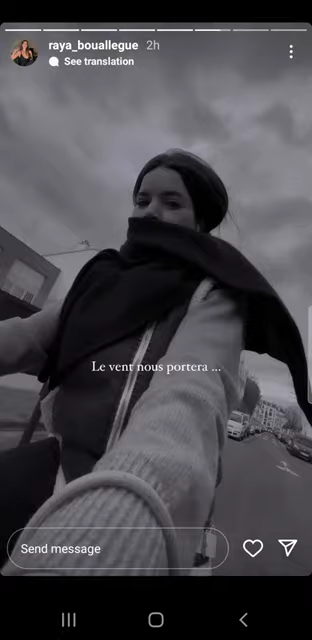 raya_bouallegue 2h
See translation
Le vent nous portera ...
Send message